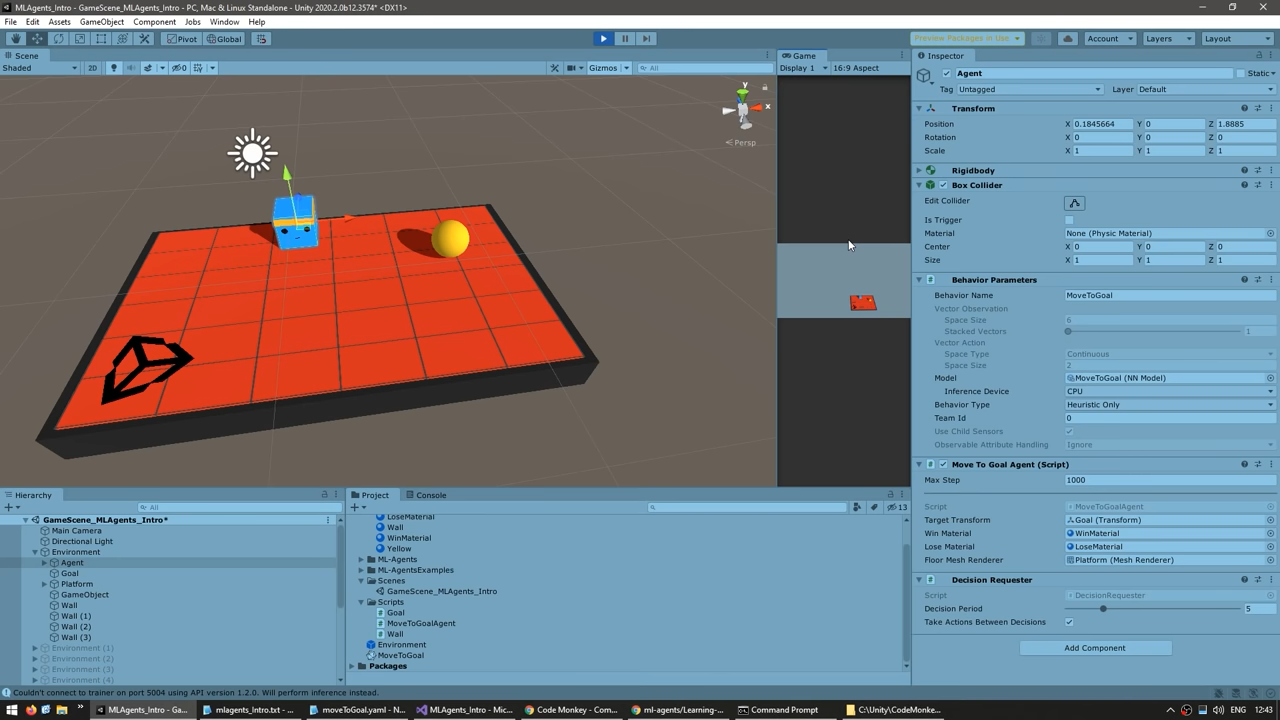 MLAgents_Intro - GameScene_MLAgents_Intro - PC, Mac & Linux Standalone - Unity 2020.2.0b12.3574* <DX11>
File Edit Assets GameObject Component Jobs Window Help
Pivot Global Preview Packages in Use Account Layers Layout
Scene Game Inspector
Shaded 2D 0 Gizmos All Display 1 16:9 Aspect
Agent Static
Tag Untagged Layer Default
y
x
Persp
Transform
Position X 0.1845664 Y 0 Z 1.8885
Rotation X 0 Y 0 Z 0
Scale X 1 Y 1 Z 1
Rigidbody
Box Collider
Edit Collider
Is Trigger
Material None (Physic Material)
Center X 0 Y 0 Z 0
Size X 1 Y 1 Z 1
Behavior Parameters
Behavior Name MoveToGoal
Vector Observation
Space Size 6
Stacked Vectors 1
Vector Action
Space Type Continuous
Space Size 2
Model MoveToGoal (NN Model)
Inference Device CPU
Behavior Type Heuristic Only
Team Id 0
Use Child Sensors
Observable Attribute Handling Ignore
Move To Goal Agent (Script)
Max Step 1000
Script MoveToGoalAgent
Target Transform Goal (Transform)
Win Material WinMaterial
Lose Material LoseMaterial
Floor Mesh Renderer Platform (Mesh Renderer)
Decision Requester
Script DecisionRequester
Decision Period 5
Take Actions Between Decisions
Add Component
Hierarchy
All
GameScene_MLAgents_Intro*
Main Camera
Directional Light
Environment
Agent
Goal
Platform
GameObject
Wall
Wall (1)
Wall (2)
Wall (3)
Environment (1)
Environment (2)
Environment (3)
Environment (4)
Project Console
13
LoseMaterial
Wall
WinMaterial
Yellow
ML-Agents
ML-AgentsExamples
Scenes
GameScene_MLAgents_Intro
Scripts
Goal
MoveToGoalAgent
Wall
Environment
MoveToGoal
Packages
Couldn't connect to trainer on port 5004 using API version 1.2.0. Will perform inference instead.
MLAgents_Intro - Ga... mlagents_Intro.txt - ... moveToGoal.yaml - N... MLAgents_Intro - Mic... Code Monkey - Com... ml-agents/Learning-... Command Prompt C:\Unity\CodeMonke... ENG 12:43